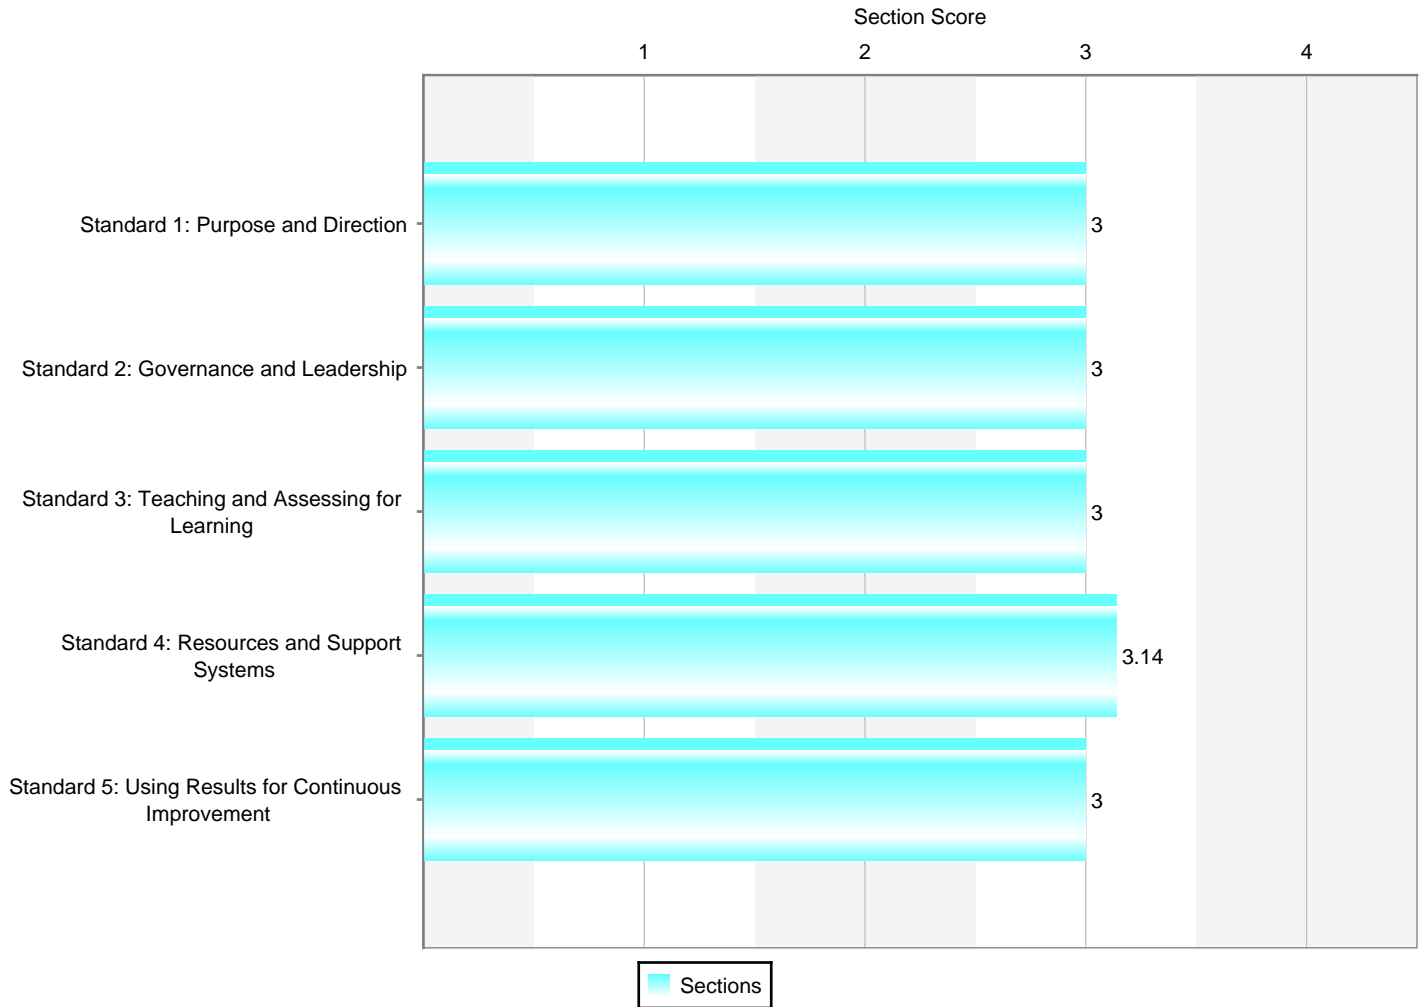 Section Score
1 2 3 4
Standard 1: Purpose and Direction
3
Standard 2: Governance and Leadership
3
Standard 3: Teaching and Assessing for
Learning
3
Standard 4: Resources and Support
Systems
3.14
Standard 5: Using Results for Continuous
Improvement
3
Sections